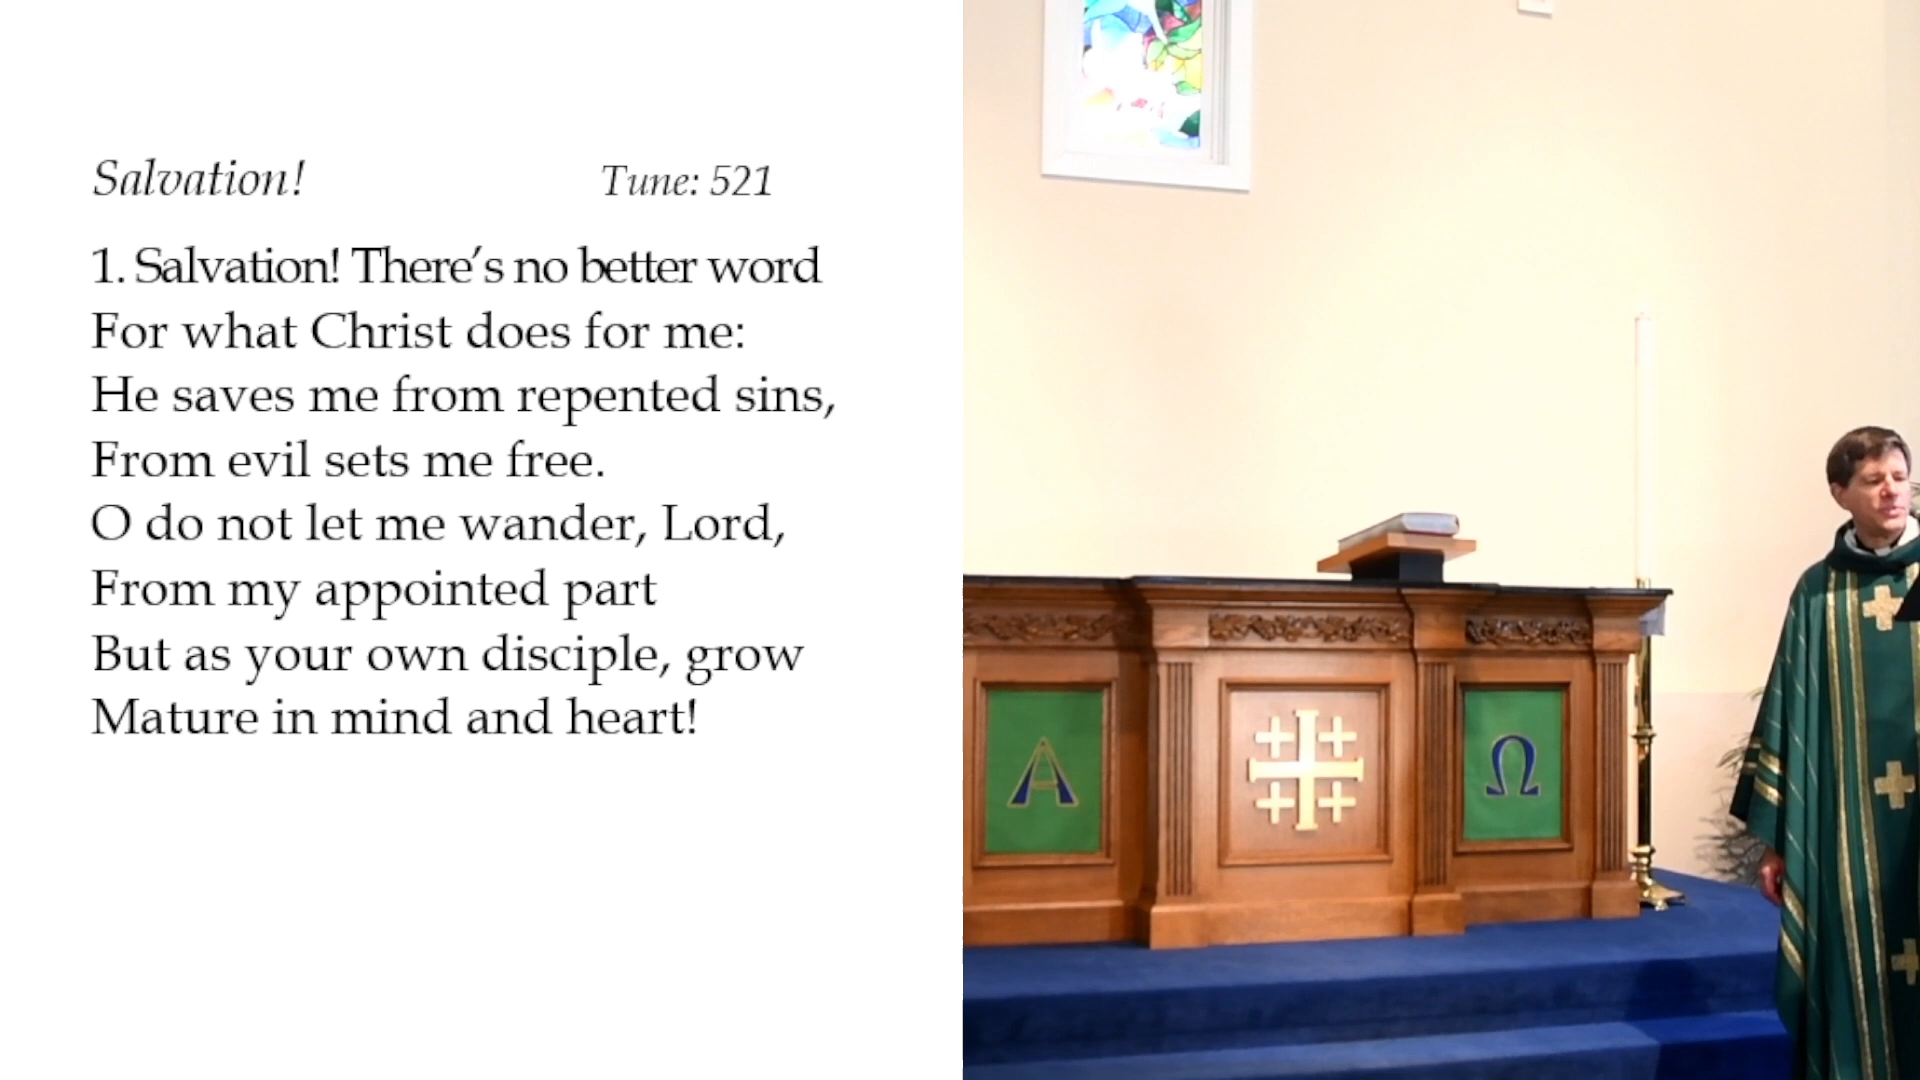 Salvation! Tune: 521
1. Salvation! There’s no better word
For what Christ does for me:
He saves me from repented sins,
From evil sets me free.
O do not let me wander, Lord,
From my appointed part
But as your own disciple, grow
Mature in mind and heart!
Α Ω